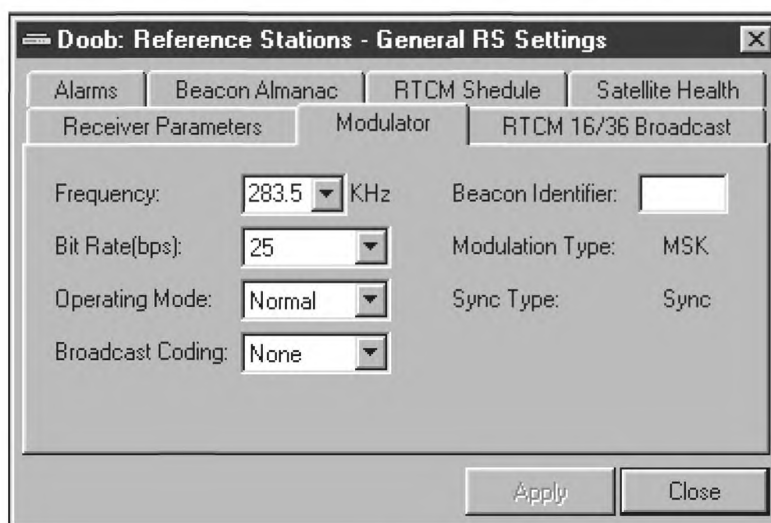 Doob: Reference Stations - General RS Settings
Alarms Beacon Almanac RTCM Shedule Satellite Health
Receiver Parameters Modulator RTCM 16/36 Broadcast
Frequency: 283.5 KHz Beacon Identifier:
Bit Rate(bps): 25 Modulation Type: MSK
Operating Mode: Normal Sync Type: Sync
Broadcast Coding: None
Apply Close